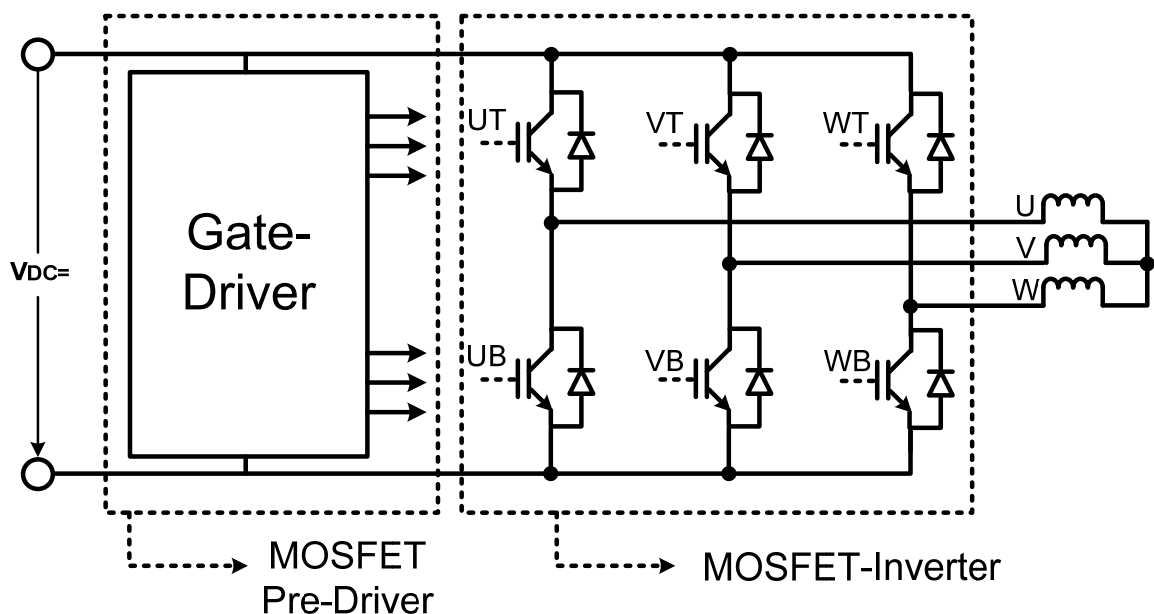 UT
VT
WT
U
V
W
Gate-
Driver
VDC=
UB
VB
WB
MOSFET
Pre-Driver
MOSFET-Inverter